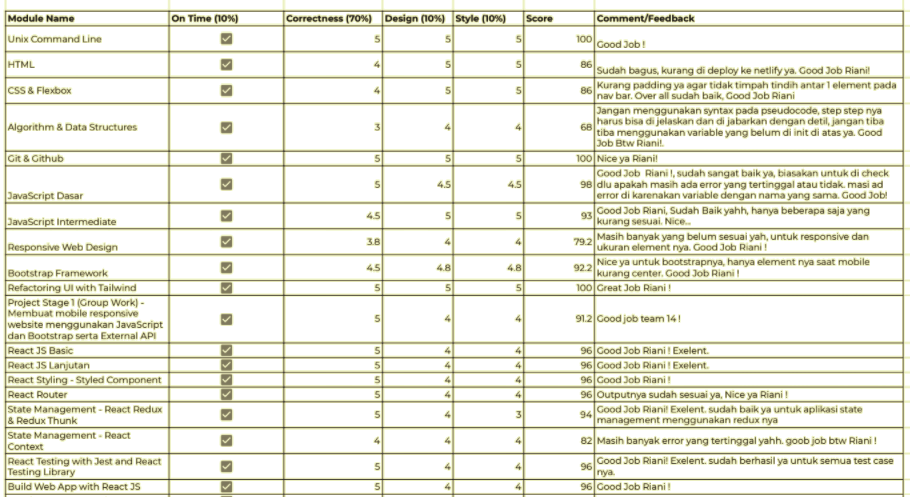 Module Name On Time (10%) Correctness (70%) Design (10%) Style (10%) Score Comment/Feedback
Unix Command Line 5 5 5 100 Good Job !
HTML 4 5 5 86 Sudah bagus, kurang di deploy ke netlify ya. Good Job Riani!
CSS & Flexbox 4 5 5 86 Kurang padding ya agar tidak timpah tindih antar 1 element pada
nav bar. Over all sudah baik, Good Job Riani
Algorithm & Data Structures 3 4 4 68 Jangan menggunakan syntax pada pseudocode, step step nya
harus bisa di jelaskan dan di jabarkan dengan detil, jangan tiba
tiba menggunakan variable yang belum di init di atas ya. Good
Job Btw Riani!.
Git & Github 5 5 5 100 Nice ya Riani!
JavaScript Dasar 5 4.5 4.5 98 Good Job Riani !, sudah sangat baik ya, biasakan untuk di check
dlu apakah masih ada error yang tertinggal atau tidak. masi ad
error di karenakan variable dengan nama yang sama. Good Job!
JavaScript Intermediate 4.5 5 5 93 Good Job Riani, Sudah Baik yahh, hanya beberapa saja yang
kurang sesuai. Nice...
Responsive Web Design 3.8 4 4 79.2 Masih banyak yang belum sesuai yah, untuk responsive dan
ukuran element nya. Good Job Riani !
Bootstrap Framework 4.5 4.8 4.8 92.2 Nice ya untuk bootstrapnya, hanya element nya saat mobile
kurang center. Good Job Riani !
Refactoring UI with Tailwind 5 5 5 100 Great Job Riani !
Project Stage 1 (Group Work) -
Membuat mobile responsive
website menggunakan JavaScript
dan Bootstrap serta External API 5 4 4 91.2 Good job team 14 !
React JS Basic 5 4 4 96 Good Job Riani ! Exelent.
React JS Lanjutan 5 4 4 96 Good Job Riani ! Exelent.
React Styling - Styled Component 5 4 4 96 Good Job Riani !
React Router 5 4 4 96 Outputnya sudah sesuai ya, Nice ya Riani !
State Management - React Redux
& Redux Thunk 5 4 3 94 Good Job Riani! Exelent. sudah baik ya untuk aplikasi state
management menggunakan redux nya
State Management - React
Context 4 4 4 82 Masih banyak error yang tertinggal yahh. goob job btw Riani !
React Testing with Jest and React
Testing Library 5 4 4 96 Good Job Riani! Exelent. sudah berhasil ya untuk semua test case
nya.
Build Web App with React JS 5 4 4 96 Good Job Riani !